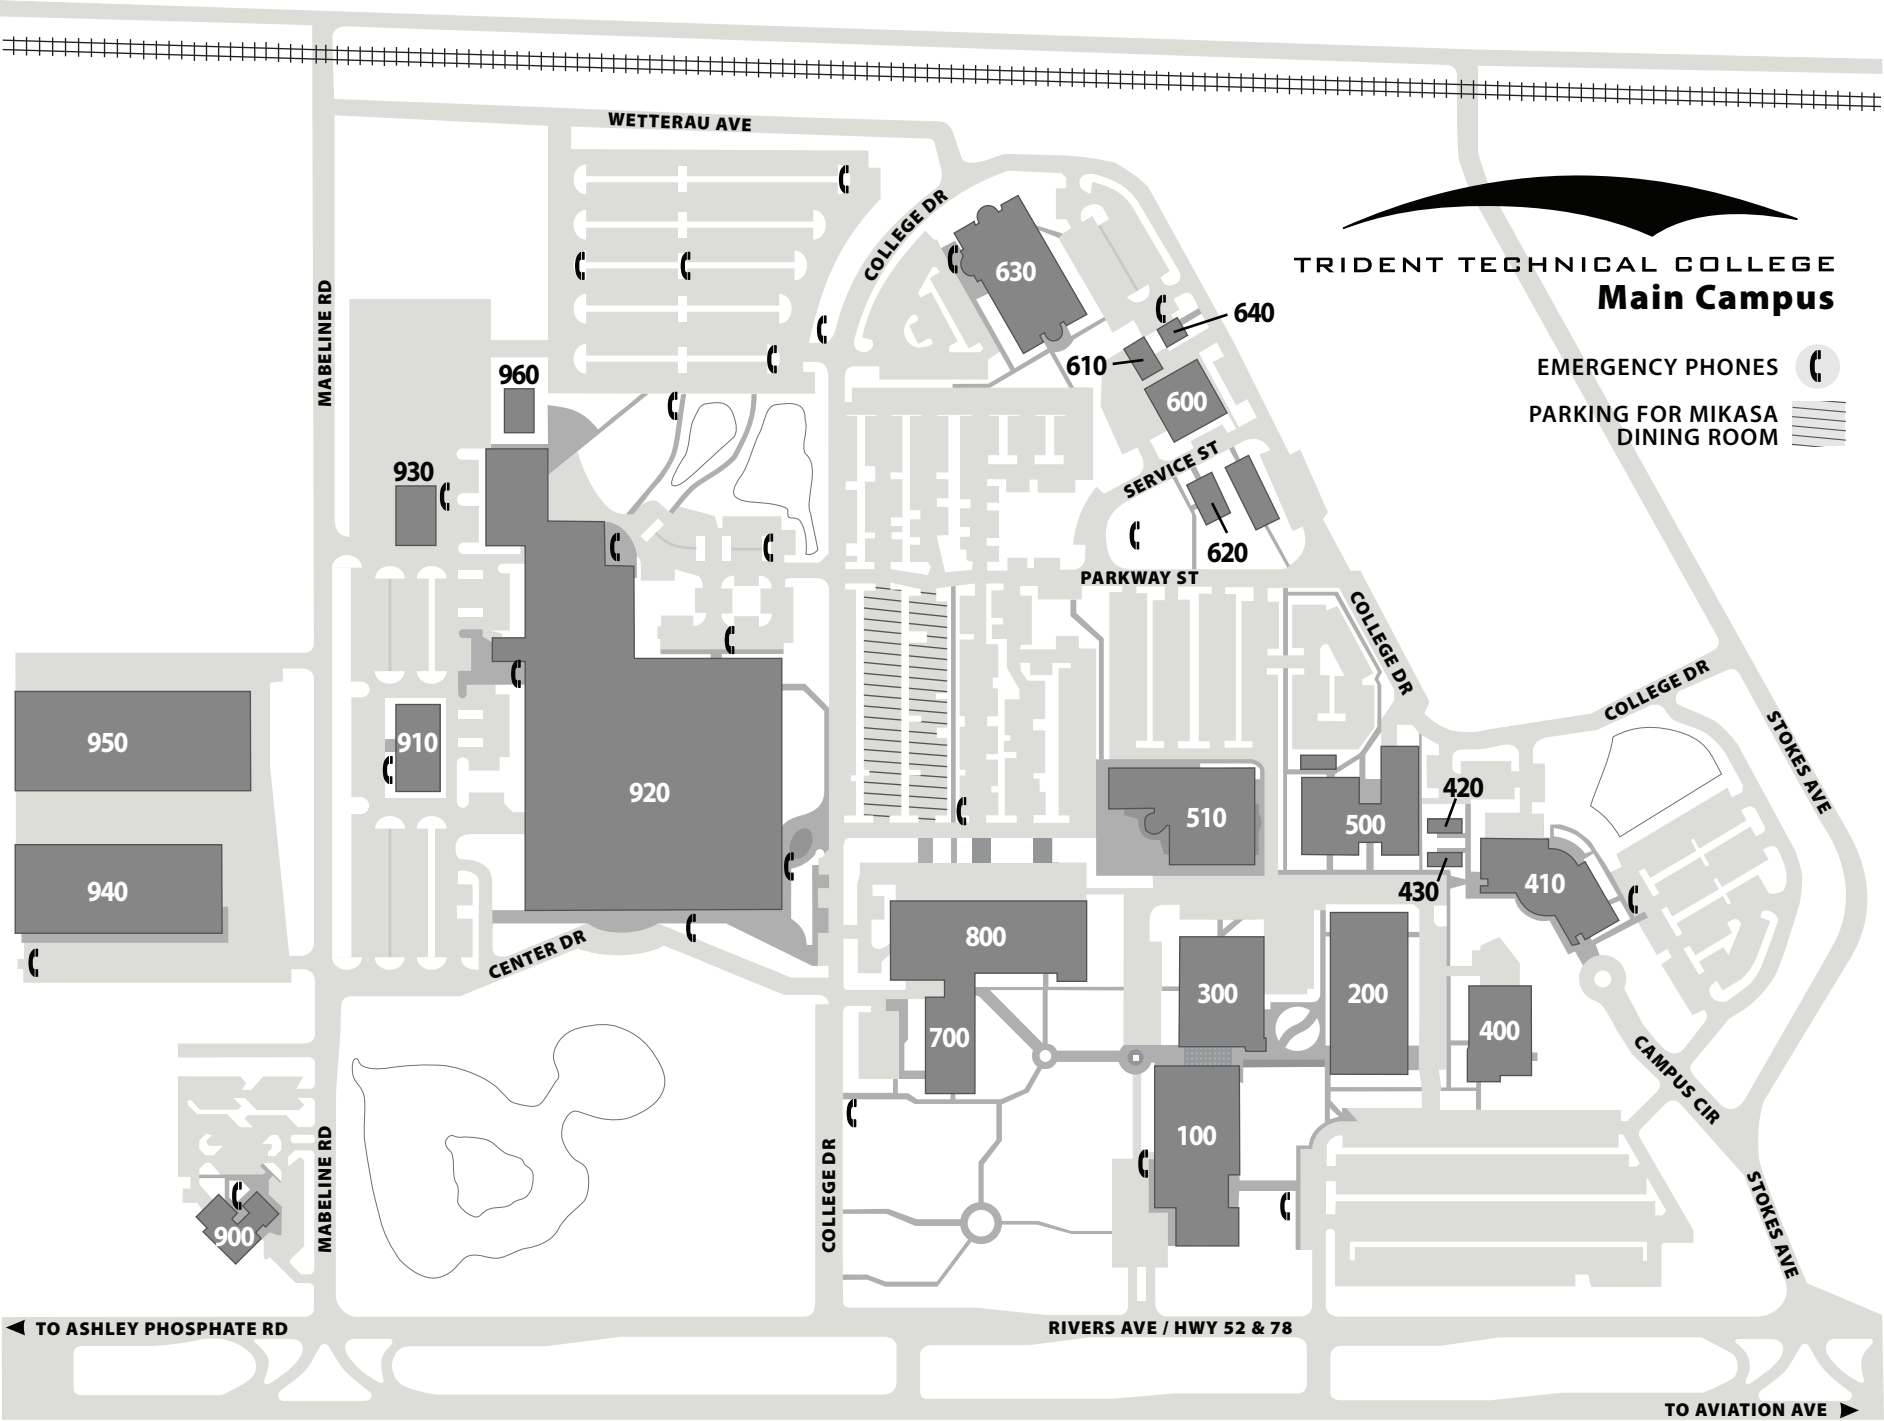 WETTERAU AVE
COLLEGE DR
TRIDENT TECHNICAL COLLEGE
Main Campus
MABELINE RD
630
640
EMERGENCY PHONES
610
960
600
PARKING FOR MIKASA
DINING ROOM
930
SERVICE ST
620
PARKWAY ST
COLLEGE DR
COLLEGE DR
STOKES AVE
950
910
920
510
500
420
430
410
940
CENTER DR
800
300
200
400
700
CAMPUS CIR
100
MABELINE RD
COLLEGE DR
900
STOKES AVE
TO ASHLEY PHOSPHATE RD
RIVERS AVE / HWY 52 & 78
TO AVIATION AVE